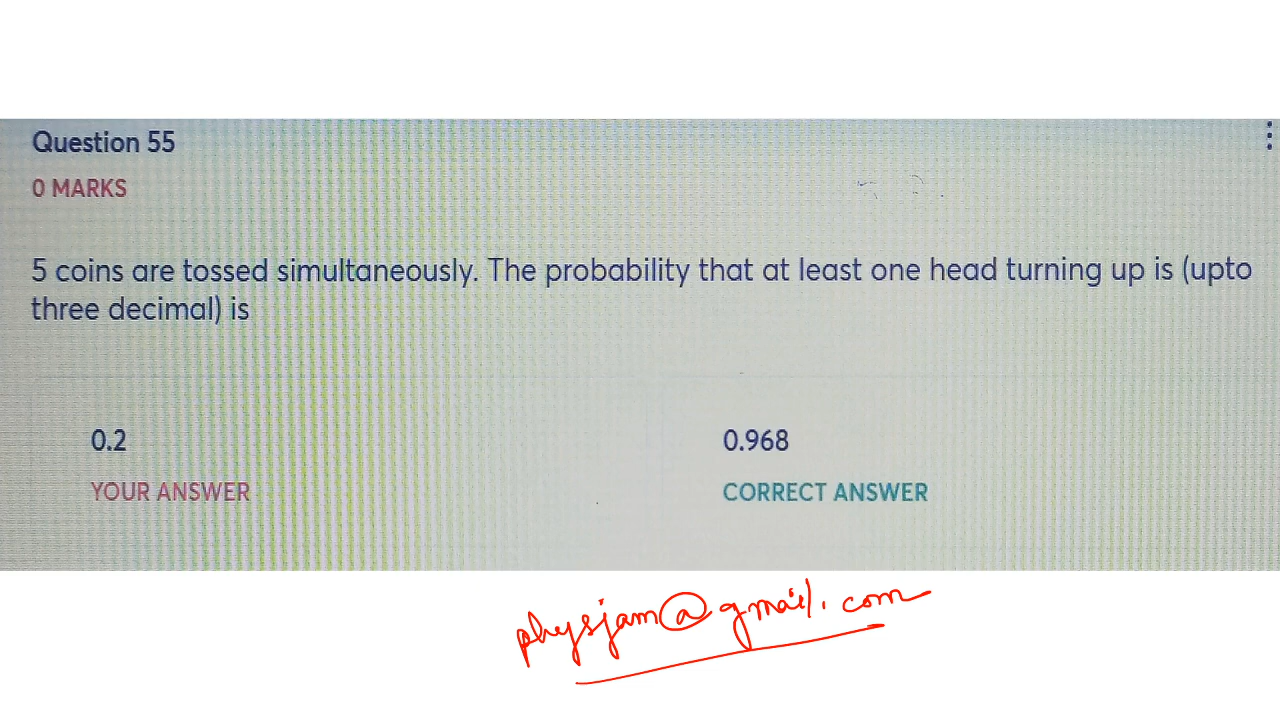 Question 55
0 MARKS
5 coins are tossed simultaneously. The probability that at least one head turning up is (upto
three decimal) is
0.2
0.968
YOUR ANSWER
CORRECT ANSWER
physjam@gmail.com